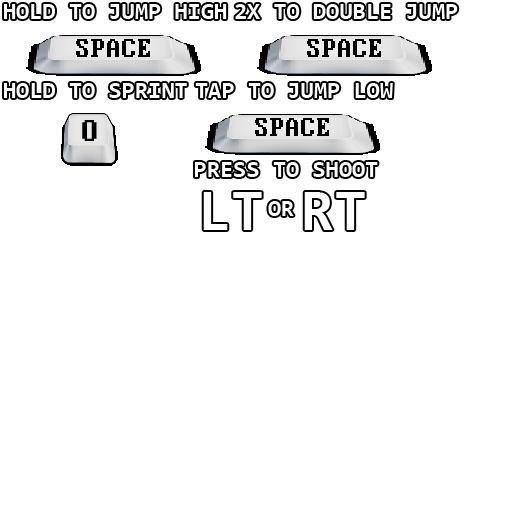 HOLD TO JUMP HIGH
SPACE
2X TO DOUBLE JUMP
SPACE
HOLD TO SPRINT
O
TAP TO JUMP LOW
SPACE
PRESS TO SHOOT
LT OR RT